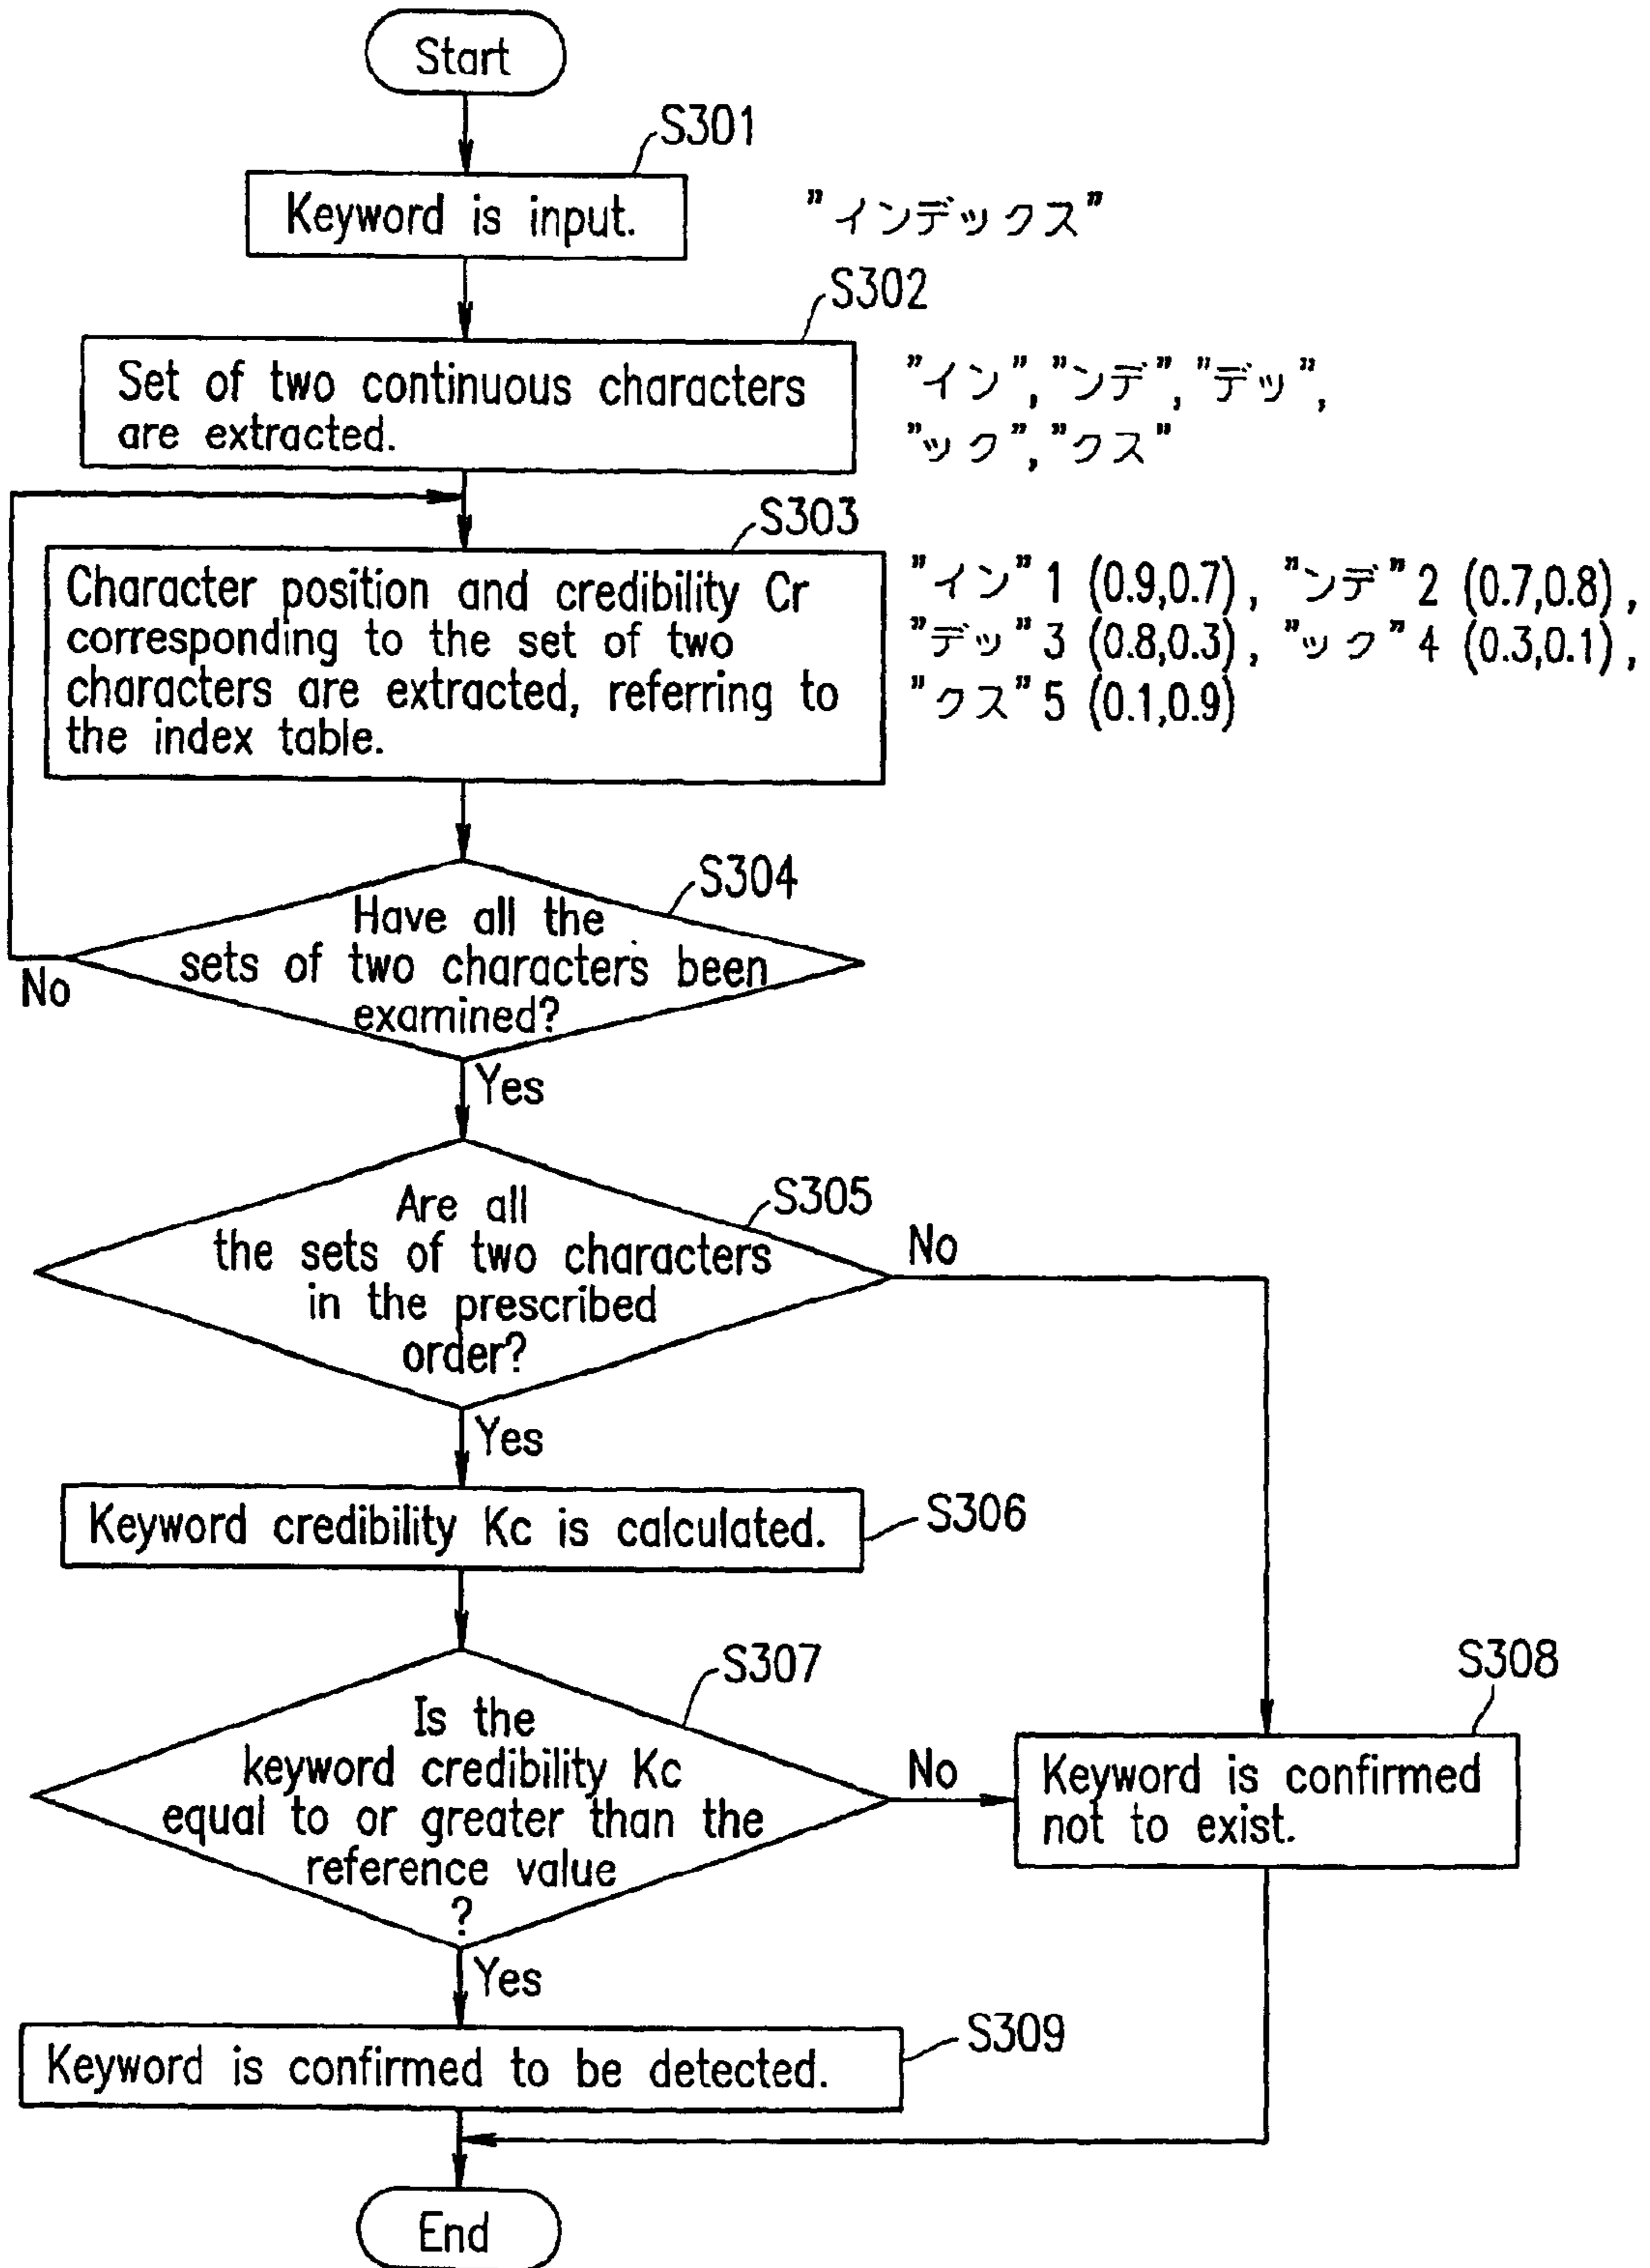 Start
S301
Keyword is input.
"インデックス"
S302
Set of two continuous characters
are extracted.
"イン","ンデ","デッ",
"ック","クス"
S303
Character position and credibility Cr
corresponding to the set of two
characters are extracted, referring to
the index table.
"イン"1 (0.9,0.7), "ンデ"2 (0.7,0.8),
"デッ"3 (0.8,0.3), "ック"4 (0.3,0.1),
"クス"5 (0.1,0.9)
S304
Have all the
sets of two characters been
examined?
No
Yes
S305
Are all
the sets of two characters
in the prescribed
order?
No
Yes
S306
Keyword credibility Kc is calculated.
S307
Is the
keyword credibility Kc
equal to or greater than the
reference value
?
No
S308
Keyword is confirmed
not to exist.
Yes
S309
Keyword is confirmed to be detected.
End